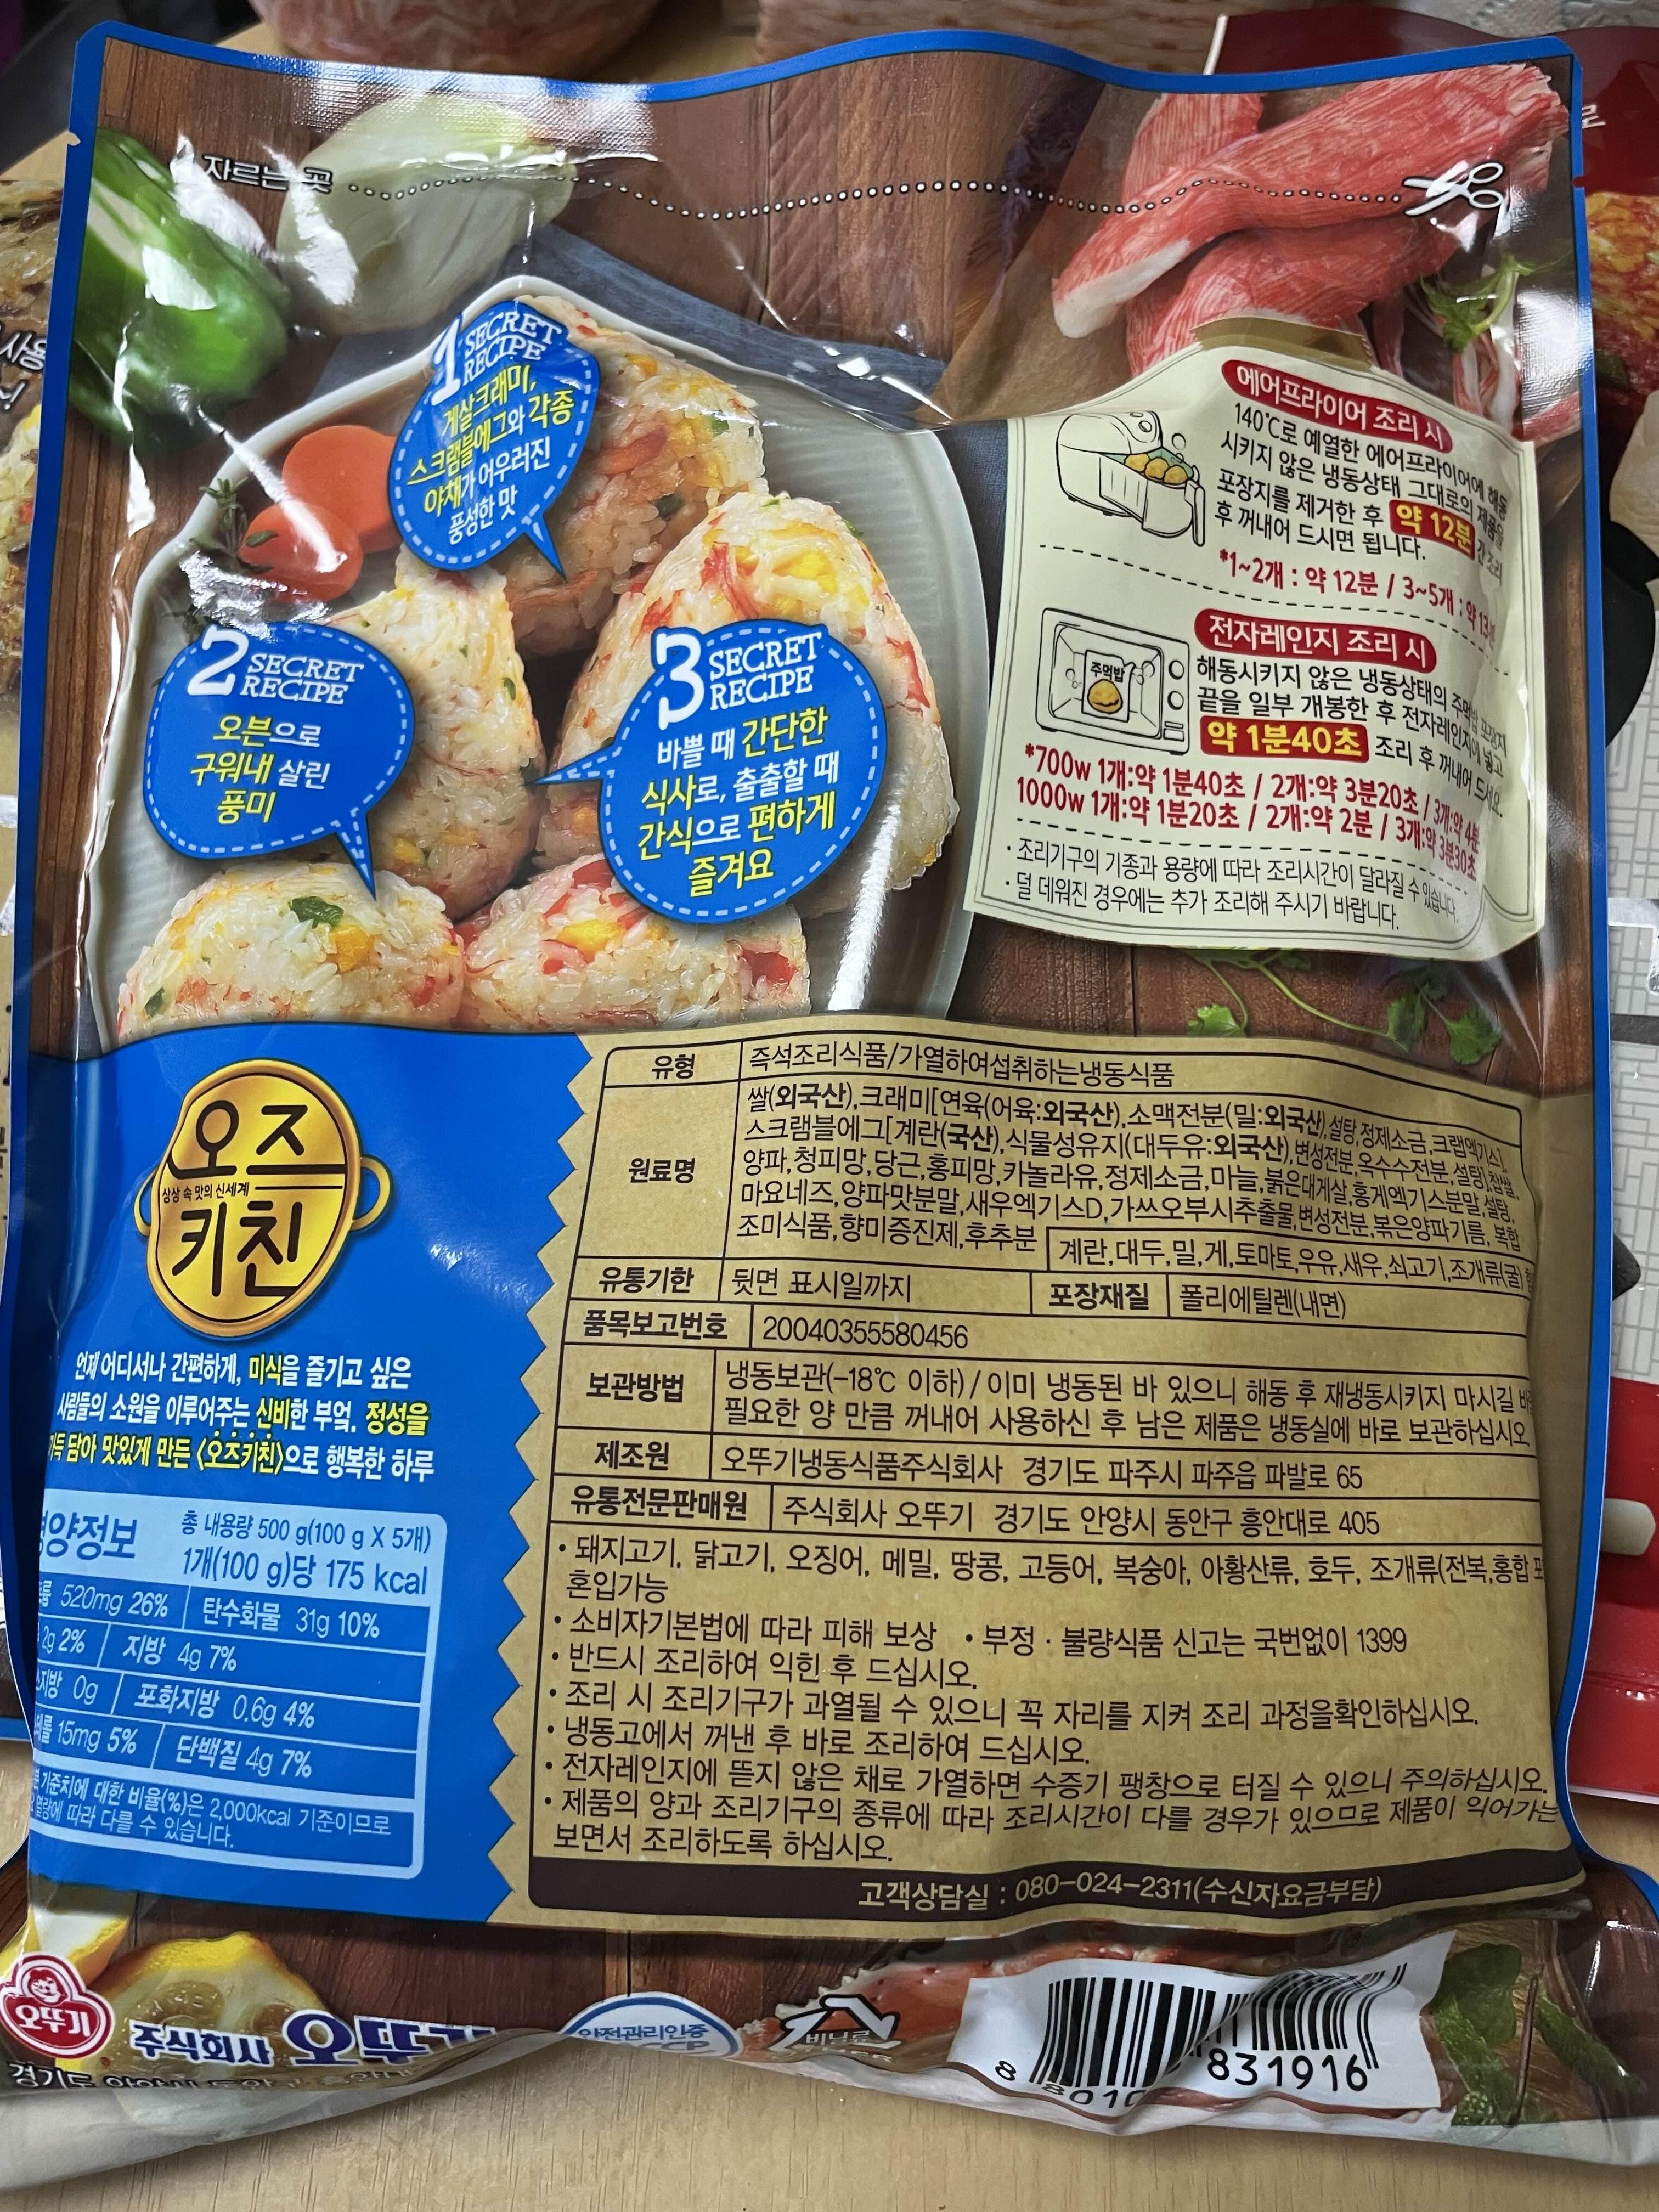 자르는 곳
1 SECRET RECIPE
게살크래미,
스크램블에그와 각종
야채가 어우러진
풍성한 맛
2 SECRET RECIPE
오븐으로
구워내 살린
풍미
3 SECRET RECIPE
바쁠 때 간단한
식사로, 출출할 때
간식으로 편하게
즐겨요
에어프라이어 조리 시
140℃로 예열한 에어프라이어에 해동
시키지 않은 냉동상태 그대로의 제품을
포장지를 제거한 후 약 12분 간 조리
후 꺼내어 드시면 됩니다.
*1~2개 : 약 12분 / 3~5개 : 약 13분
전자레인지 조리 시
주먹밥
해동시키지 않은 냉동상태의 주먹밥 포장지
끝을 일부 개봉한 후 전자레인지에 넣고
약 1분40초 조리 후 꺼내어 드세요.
*700w 1개:약 1분40초 / 2개:약 3분20초 / 3개:약 4분
1000w 1개:약 1분20초 / 2개:약 2분 / 3개:약 3분30초
· 조리기구의 기종과 용량에 따라 조리시간이 달라질 수 있습니다.
· 덜 데워진 경우에는 추가 조리해 주시기 바랍니다.
오즈
상상 속 맛의 신세계
키친
언제 어디서나 간편하게, 미식을 즐기고 싶은
사람들의 소원을 이루어주는 신비한 부엌. 정성을
담아 맛있게 만든 <오즈키친>으로 행복한 하루
유형 즉석조리식품/가열하여섭취하는냉동식품
원료명 쌀(외국산),크래미[연육(어육:외국산),소맥전분(밀:외국산),설탕,정제소금,크랩엑기스],
스크램블에그[계란(국산),식물성유지(대두유:외국산),변성전분,옥수수전분,설탕],찹쌀,
양파,청피망,당근,홍피망,카놀라유,정제소금,마늘,붉은대게살,홍게엑기스분말,설탕,
마요네즈,양파맛분말,새우엑기스D,가쓰오부시추출물,변성전분,볶은양파기름, 복합
조미식품,향미증진제,후추분 계란,대두,밀,게,토마토,우유,새우,쇠고기,조개류(굴)
유통기한 뒷면 표시일까지 포장재질 폴리에틸렌(내면)
품목보고번호 20040355580456
보관방법 냉동보관(-18℃ 이하) / 이미 냉동된 바 있으니 해동 후 재냉동시키지 마시길
필요한 양 만큼 꺼내어 사용하신 후 남은 제품은 냉동실에 바로 보관하십시오
제조원 오뚜기냉동식품주식회사 경기도 파주시 파주읍 파발로 65
유통전문판매원 주식회사 오뚜기 경기도 안양시 동안구 흥안대로 405
• 돼지고기, 닭고기, 오징어, 메밀, 땅콩, 고등어, 복숭아, 아황산류, 호두, 조개류(전복,홍합
혼입가능
• 소비자기본법에 따라 피해 보상 • 부정 · 불량식품 신고는 국번없이 1399
• 반드시 조리하여 익힌 후 드십시오.
• 조리 시 조리기구가 과열될 수 있으니 꼭 자리를 지켜 조리 과정을확인하십시오.
• 냉동고에서 꺼낸 후 바로 조리하여 드십시오.
• 전자레인지에 뜯지 않은 채로 가열하면 수증기 팽창으로 터질 수 있으니 주의하십시오.
• 제품의 양과 조리기구의 종류에 따라 조리시간이 다를 경우가 있으므로 제품이 익어가는
보면서 조리하도록 하십시오.
고객상담실 : 080-024-2311(수신자요금부담)
영양정보 총 내용량 500 g(100 g X 5개)
1개(100 g)당 175 kcal
520mg 26% 탄수화물 31g 10%
2g 2% 지방 4g 7%
지방 0g 포화지방 0.6g 4%
15mg 5% 단백질 4g 7%
기준치에 대한 비율(%)은 2,000kcal 기준이므로
열량에 따라 다를 수 있습니다.
오뚜기
주식회사 오뚜기
안전관리인증
비닐류
831916